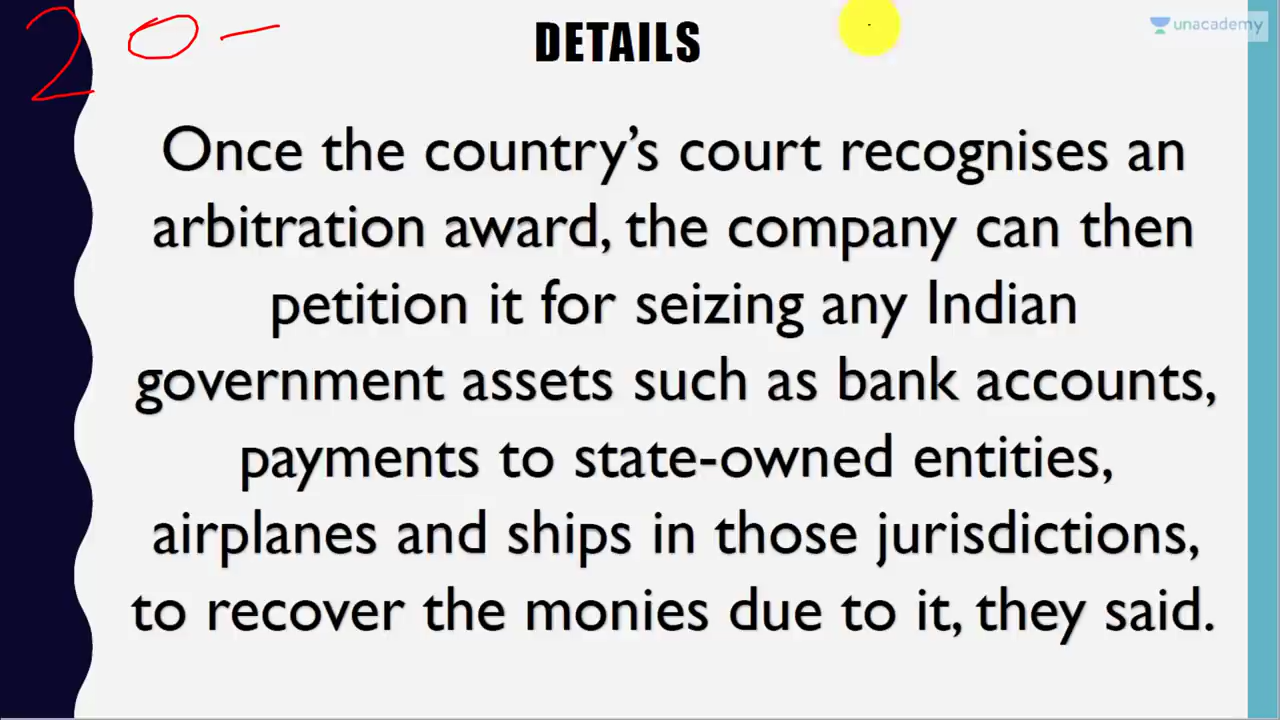 20-
DETAILS
unacademy
Once the country’s court recognises an
arbitration award, the company can then
petition it for seizing any Indian
government assets such as bank accounts,
payments to state-owned entities,
airplanes and ships in those jurisdictions,
to recover the monies due to it, they said.